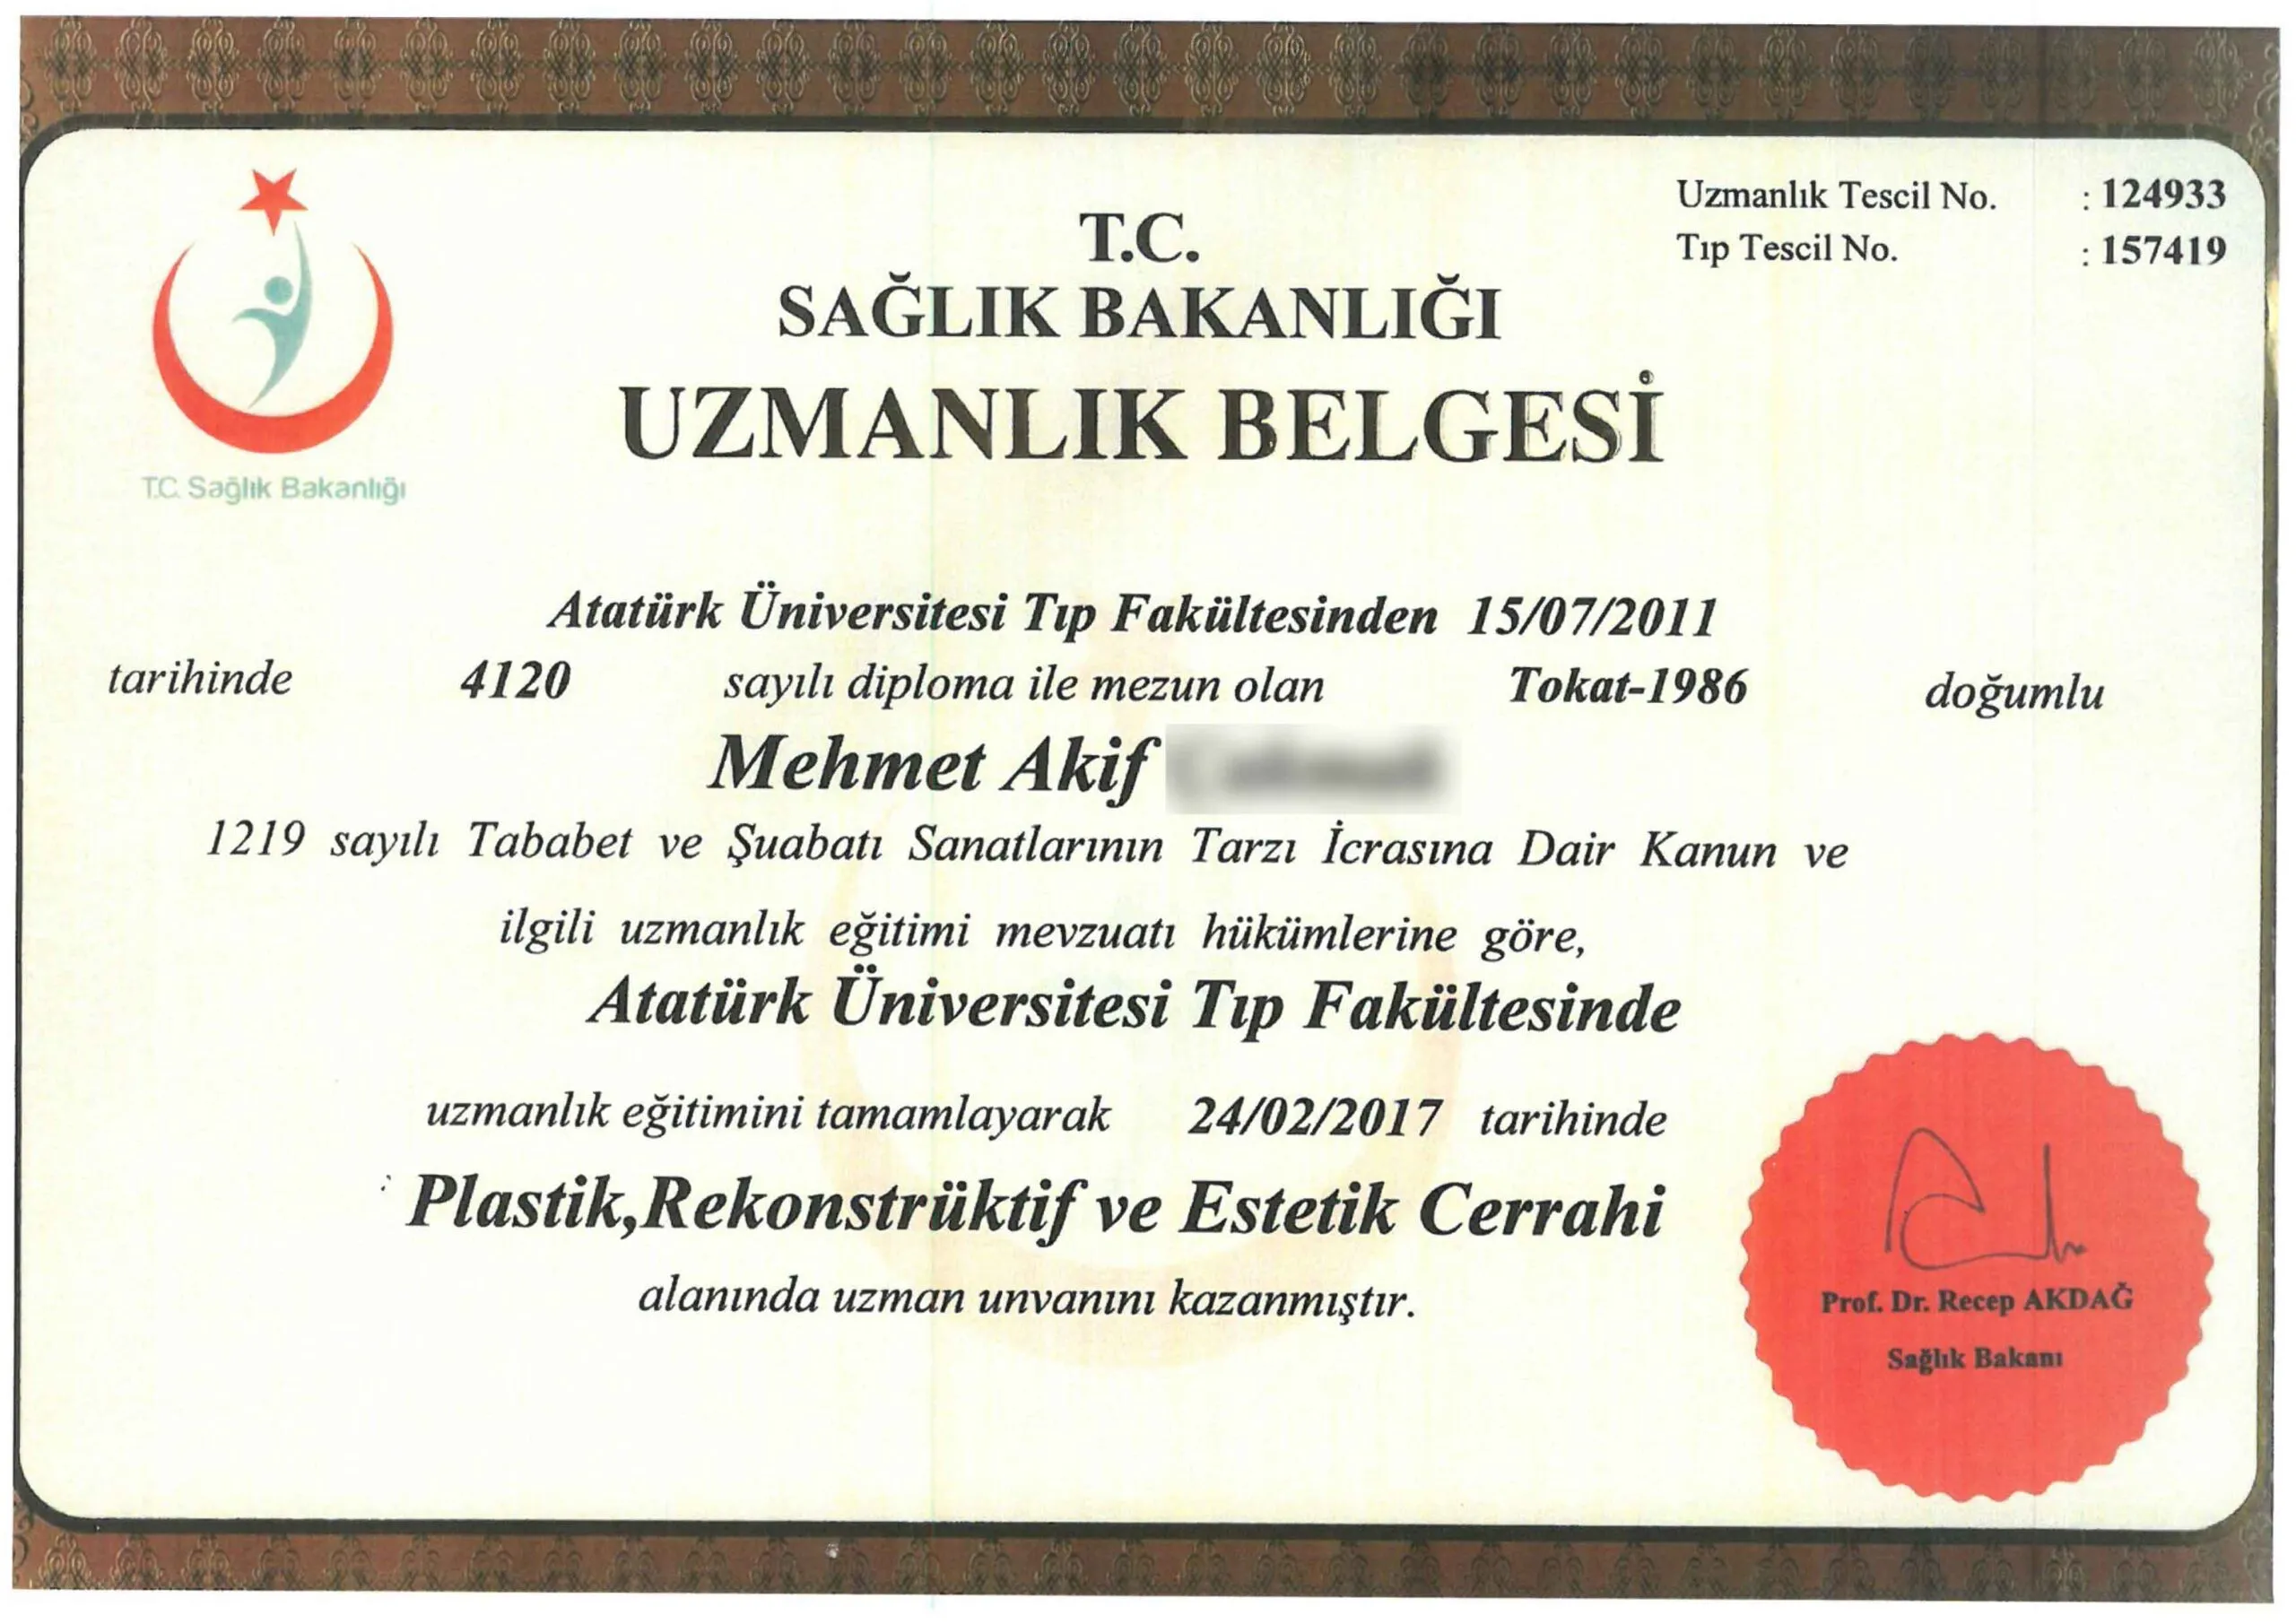 Uzmanlık Tescil No. : 124933
Tıp Tescil No. : 157419
T.C.
SAĞLIK BAKANLIĞI
UZMANLIK BELGESİ
T.C. Sağlık Bakanlığı
Atatürk Üniversitesi Tıp Fakültesinden 15/07/2011
tarihinde 4120 sayılı diploma ile mezun olan Tokat-1986 doğumlu
Mehmet Akif
1219 sayılı Tababet ve Şuabatı Sanatlarının Tarzı İcrasına Dair Kanun ve
ilgili uzmanlık eğitimi mevzuatı hükümlerine göre,
Atatürk Üniversitesi Tıp Fakültesinde
uzmanlık eğitimini tamamlayarak 24/02/2017 tarihinde
Plastik,Rekonstrüktif ve Estetik Cerrahi
alanında uzman unvanını kazanmıştır.
Prof. Dr. Recep AKDAĞ
Sağlık Bakanı